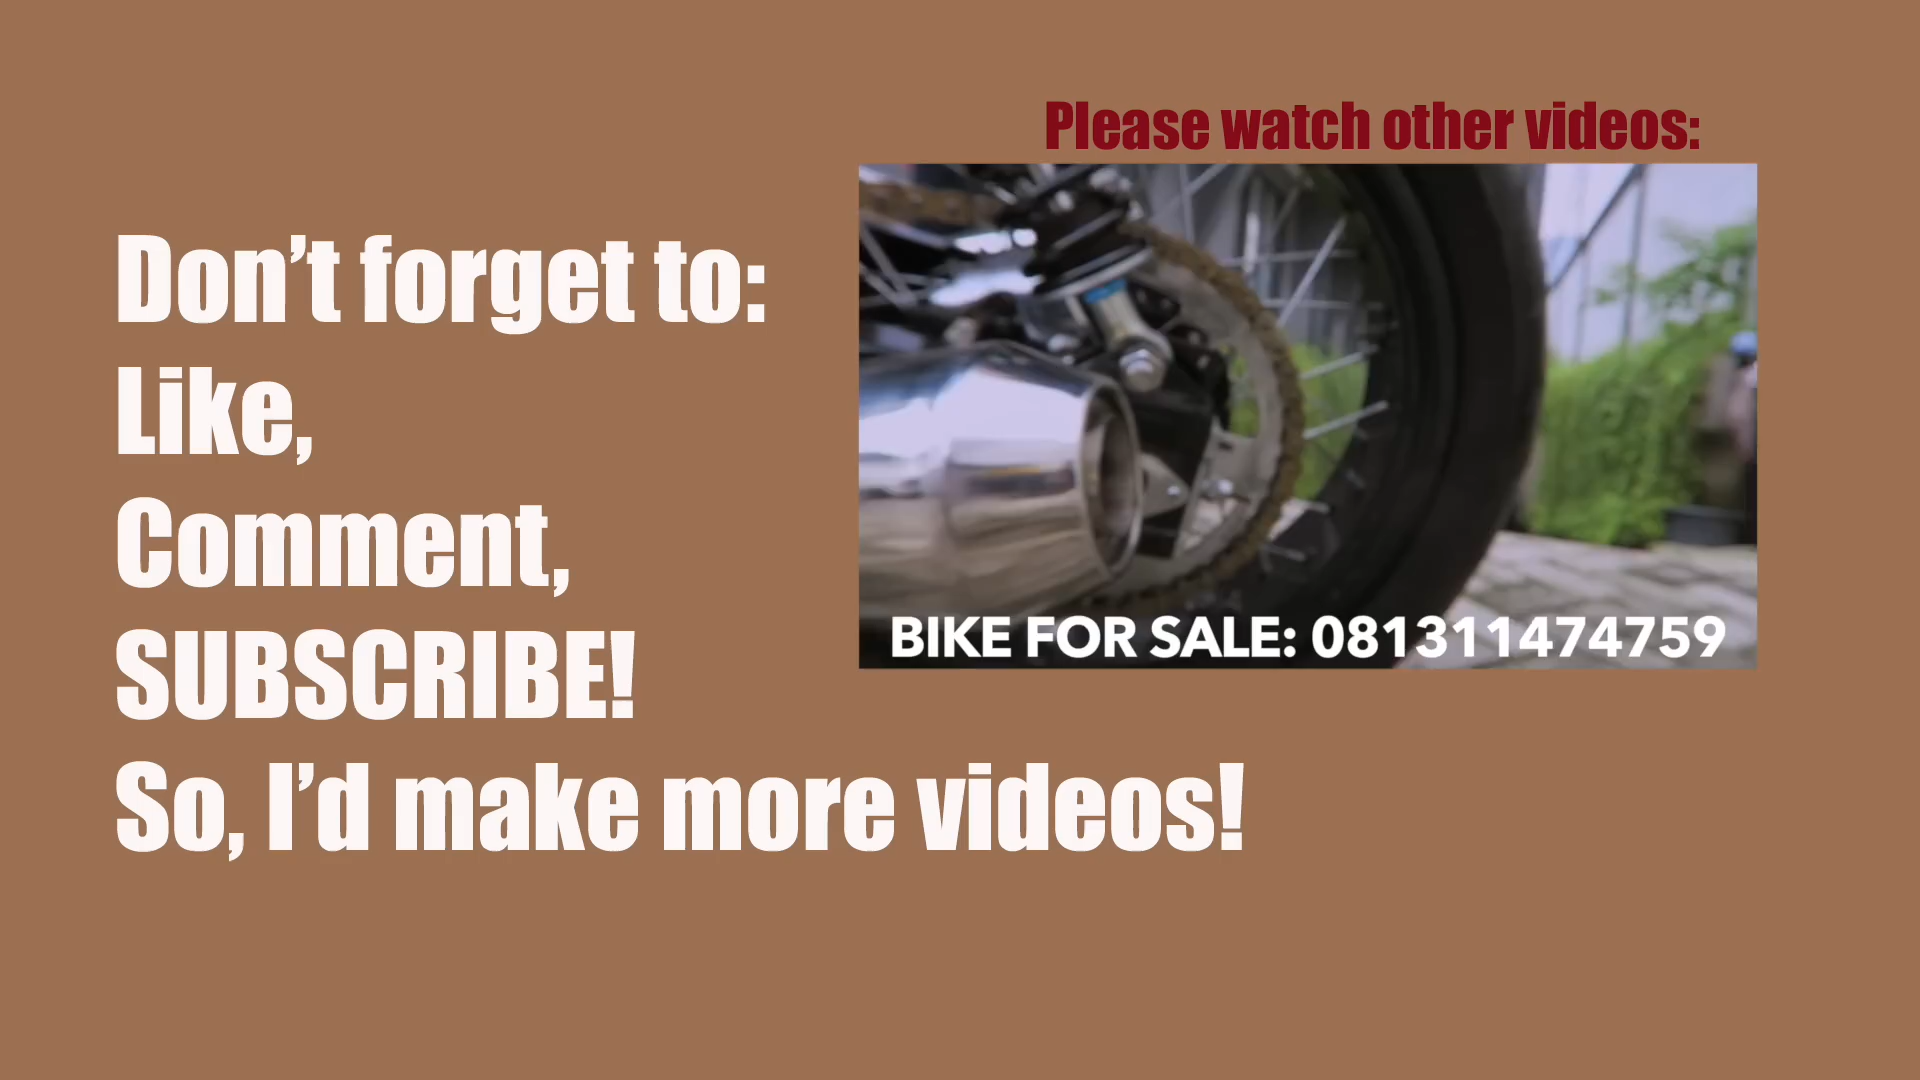 Please watch other videos:
Don’t forget to:
Like,
Comment,
SUBSCRIBE!
So, I’d make more videos!
BIKE FOR SALE: 081311474759